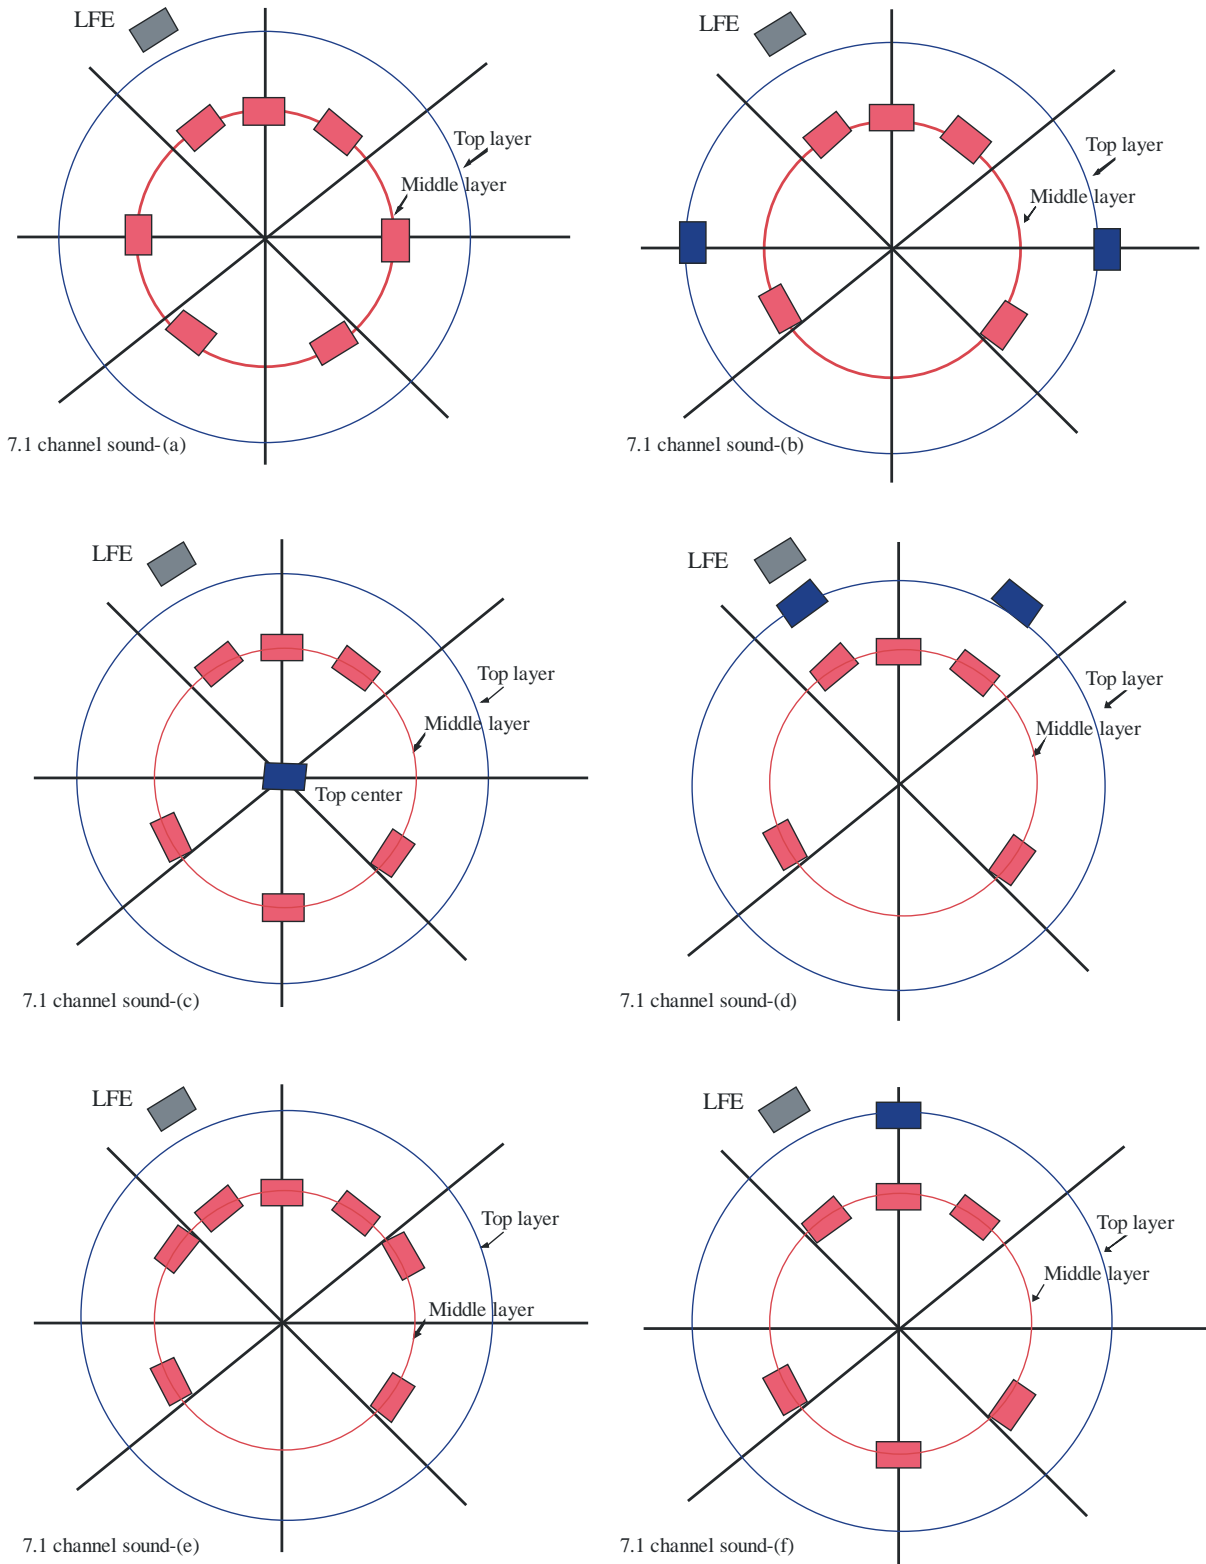 LFE
Top layer
Middle layer
7.1 channel sound-(a)
LFE
Top layer
Middle layer
7.1 channel sound-(b)
LFE
Top layer
Middle layer
Top center
7.1 channel sound-(c)
LFE
Top layer
Middle layer
7.1 channel sound-(d)
LFE
Top layer
Middle layer
7.1 channel sound-(e)
LFE
Top layer
Middle layer
7.1 channel sound-(f)